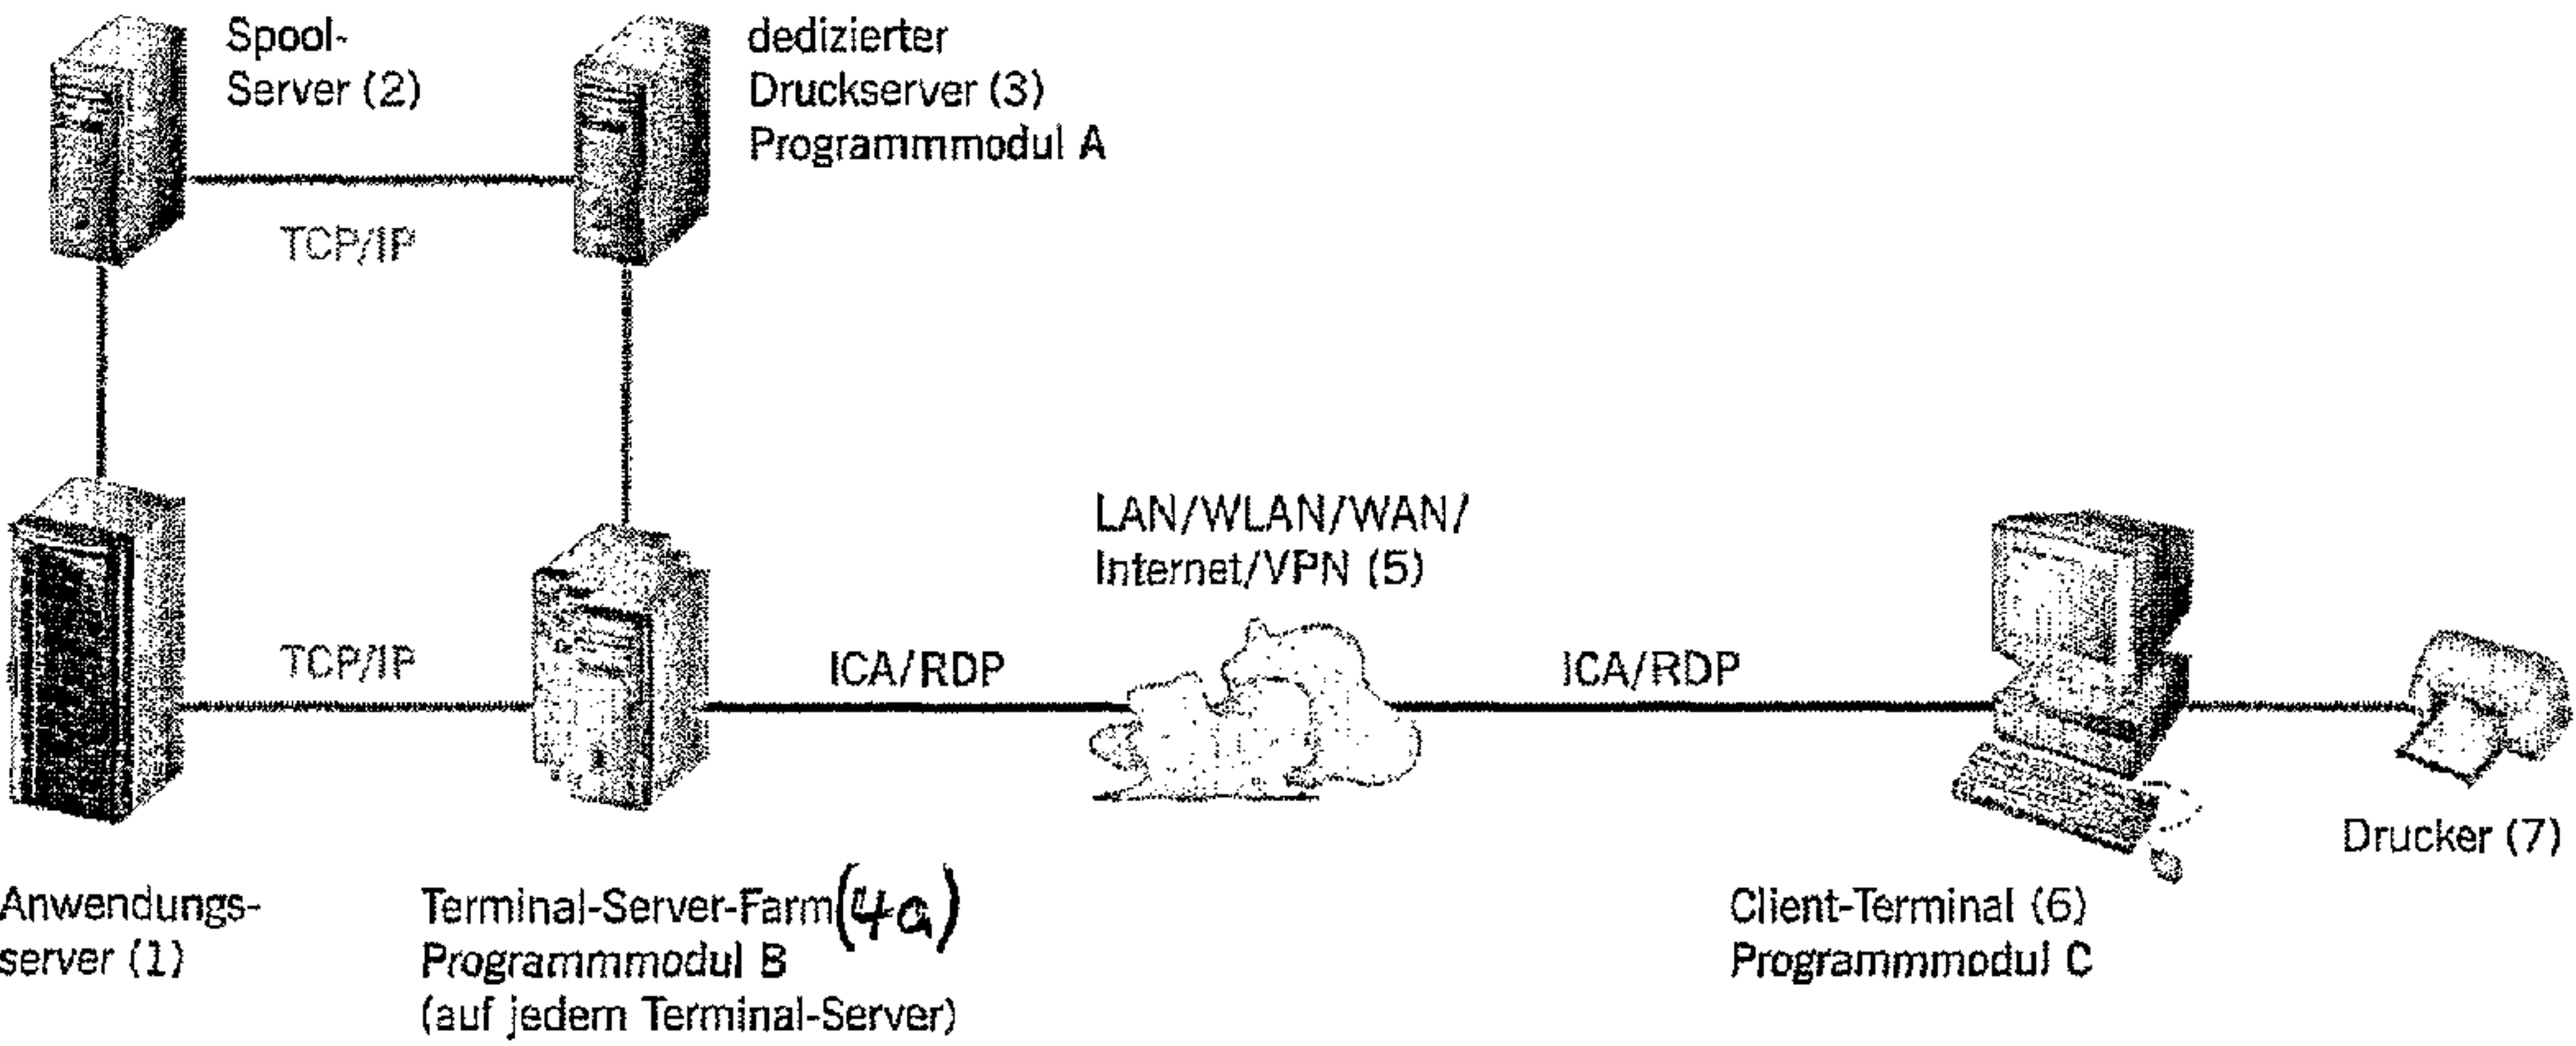 Spool-
Server (2)
dedizierter
Druckserver (3)
Programmmodul A
TCP/IP
LAN/WLAN/WAN/
Internet/VPN (5)
TCP/IP
ICA/RDP
ICA/RDP
Drucker (7)
Anwendungs-
server (1)
Terminal-Server-Farm (4a)
Programmmodul B
(auf jedem Terminal-Server)
Client-Terminal (6)
Programmmodul C